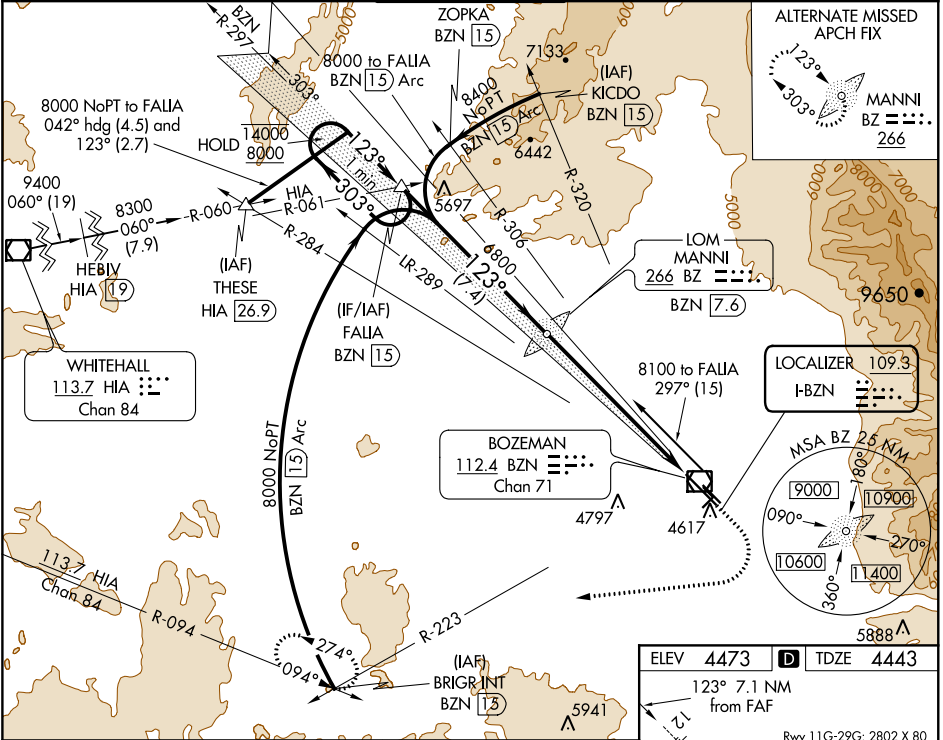 BZN
R-297
303°
ZOPKA
BZN 15
8000 to FALIA
BZN 15 Arc
7133
8400
NoPT
BZN 15 Arc
(IAF)
KICDO
BZN 15
6442
R-320
ALTERNATE MISSED
APCH FIX
123°
303°
MANNI
BZ
266
5000
5000
7000
8000 NoPT to FALIA
042° hdg (4.5) and
123° (2.7)
HOLD
14000
8000
123°
1 min
303°
5697
R-306
9400
060° (19)
8300
060°
(7.9)
R-060
HIA
R-061
R-284
LR-289
6800
123°
(7.4)
HEBIV
HIA 19
(IAF)
THESE
HIA 26.9
(IF/IAF)
FALIA
BZN 15
LOM
MANNI
266 BZ
BZN 7.6
9650
WHITEHALL
113.7 HIA
Chan 84
8100 to FALIA
297° (15)
LOCALIZER 109.3
I-BZN
8000 NoPT
BZN 15 Arc
BOZEMAN
112.4 BZN
Chan 71
4797
4617
MSA BZ 25 NM
180°
9000
10900
090°
270°
10600
11400
360°
113.7 HIA
Chan 84
R-094
274°
094°
R-223
(IAF)
BRIGR INT
BZN 15
5941
5888
ELEV 4473 D TDZE 4443
123° 7.1 NM
from FAF
12
Rwy 11G-29G: 2802 X 80